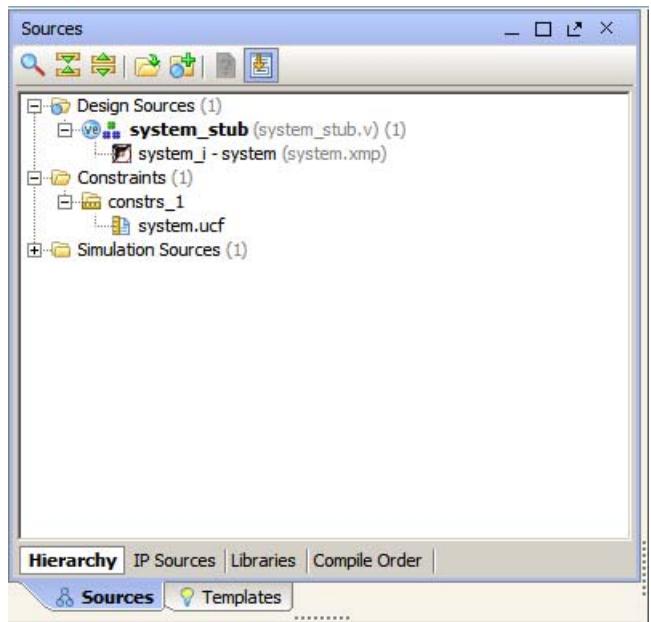 Sources
Design Sources (1)
system_stub (system_stub.v) (1)
system_i - system (system.xmp)
Constraints (1)
constrs_1
system.ucf
Simulation Sources (1)
Hierarchy IP Sources Libraries Compile Order
Sources Templates